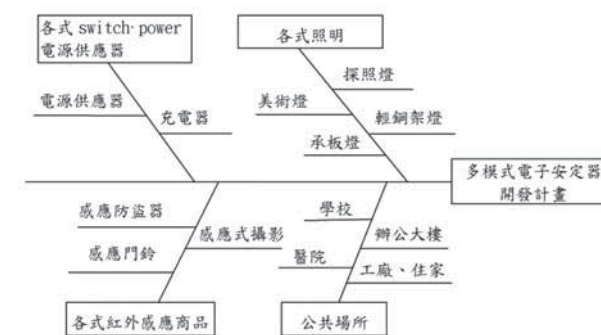 各式 switch·power
電源供應器
各式照明
探照燈
電源供應器
美術燈
充電器
輕鋼架燈
承板燈
多模式電子安定器
開發計畫
感應防盜器
學校
感應式攝影
辦公大樓
感應門鈴
醫院
工廠、住家
各式紅外感應商品
公共場所